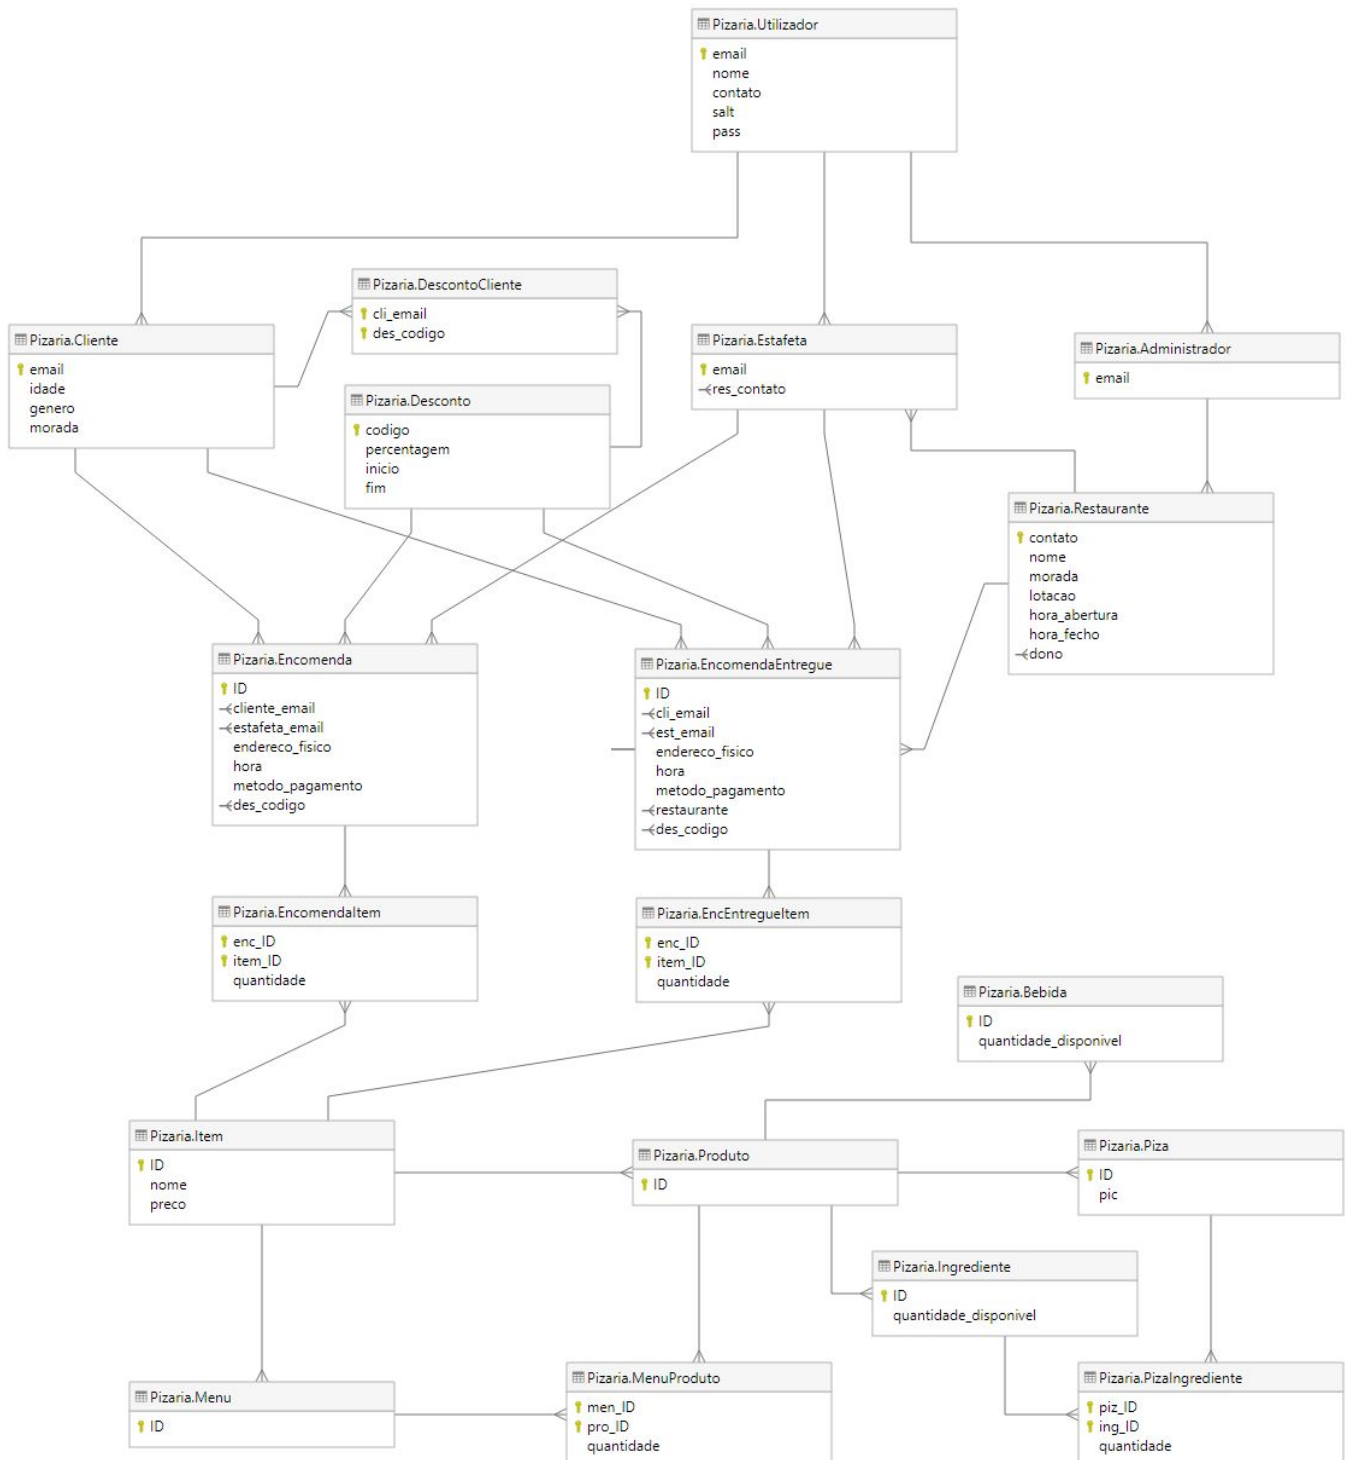 Pizaria.Utilizador
email
nome
contato
salt
pass
Pizaria.DescontoCliente
cli_email
des_codigo
Pizaria.Cliente
email
idade
genero
morada
Pizaria.Desconto
codigo
percentagem
inicio
fim
Pizaria.Estafeta
email
res_contato
Pizaria.Administrador
email
Pizaria.Restaurante
contato
nome
morada
lotacao
hora_abertura
hora_fecho
dono
Pizaria.Encomenda
ID
cliente_email
estafeta_email
endereco_fisico
hora
metodo_pagamento
des_codigo
Pizaria.EncomendaEntregue
ID
cli_email
est_email
endereco_fisico
hora
metodo_pagamento
restaurante
des_codigo
Pizaria.EncomendaItem
enc_ID
item_ID
quantidade
Pizaria.EncEntregueItem
enc_ID
item_ID
quantidade
Pizaria.Bebida
ID
quantidade_disponivel
Pizaria.Item
ID
nome
preco
Pizaria.Produto
ID
Pizaria.Piza
ID
pic
Pizaria.Ingrediente
ID
quantidade_disponivel
Pizaria.Menu
ID
Pizaria.MenuProduto
men_ID
pro_ID
quantidade
Pizaria.PizaIngrediente
piz_ID
ing_ID
quantidade